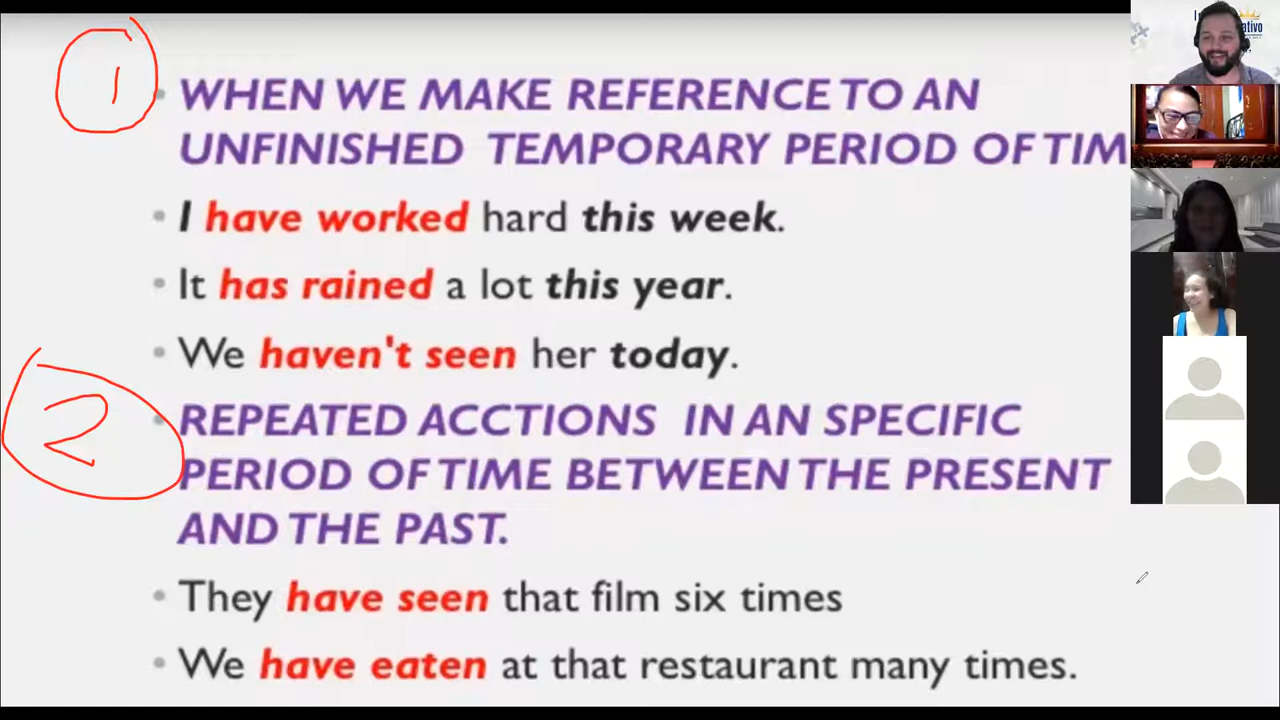 1
WHEN WE MAKE REFERENCE TO AN
UNFINISHED TEMPORARY PERIOD OF TIM
I have worked hard this week.
It has rained a lot this year.
We haven't seen her today.
2
REPEATED ACCTIONS IN AN SPECIFIC
PERIOD OF TIME BETWEEN THE PRESENT
AND THE PAST.
They have seen that film six times
We have eaten at that restaurant many times.